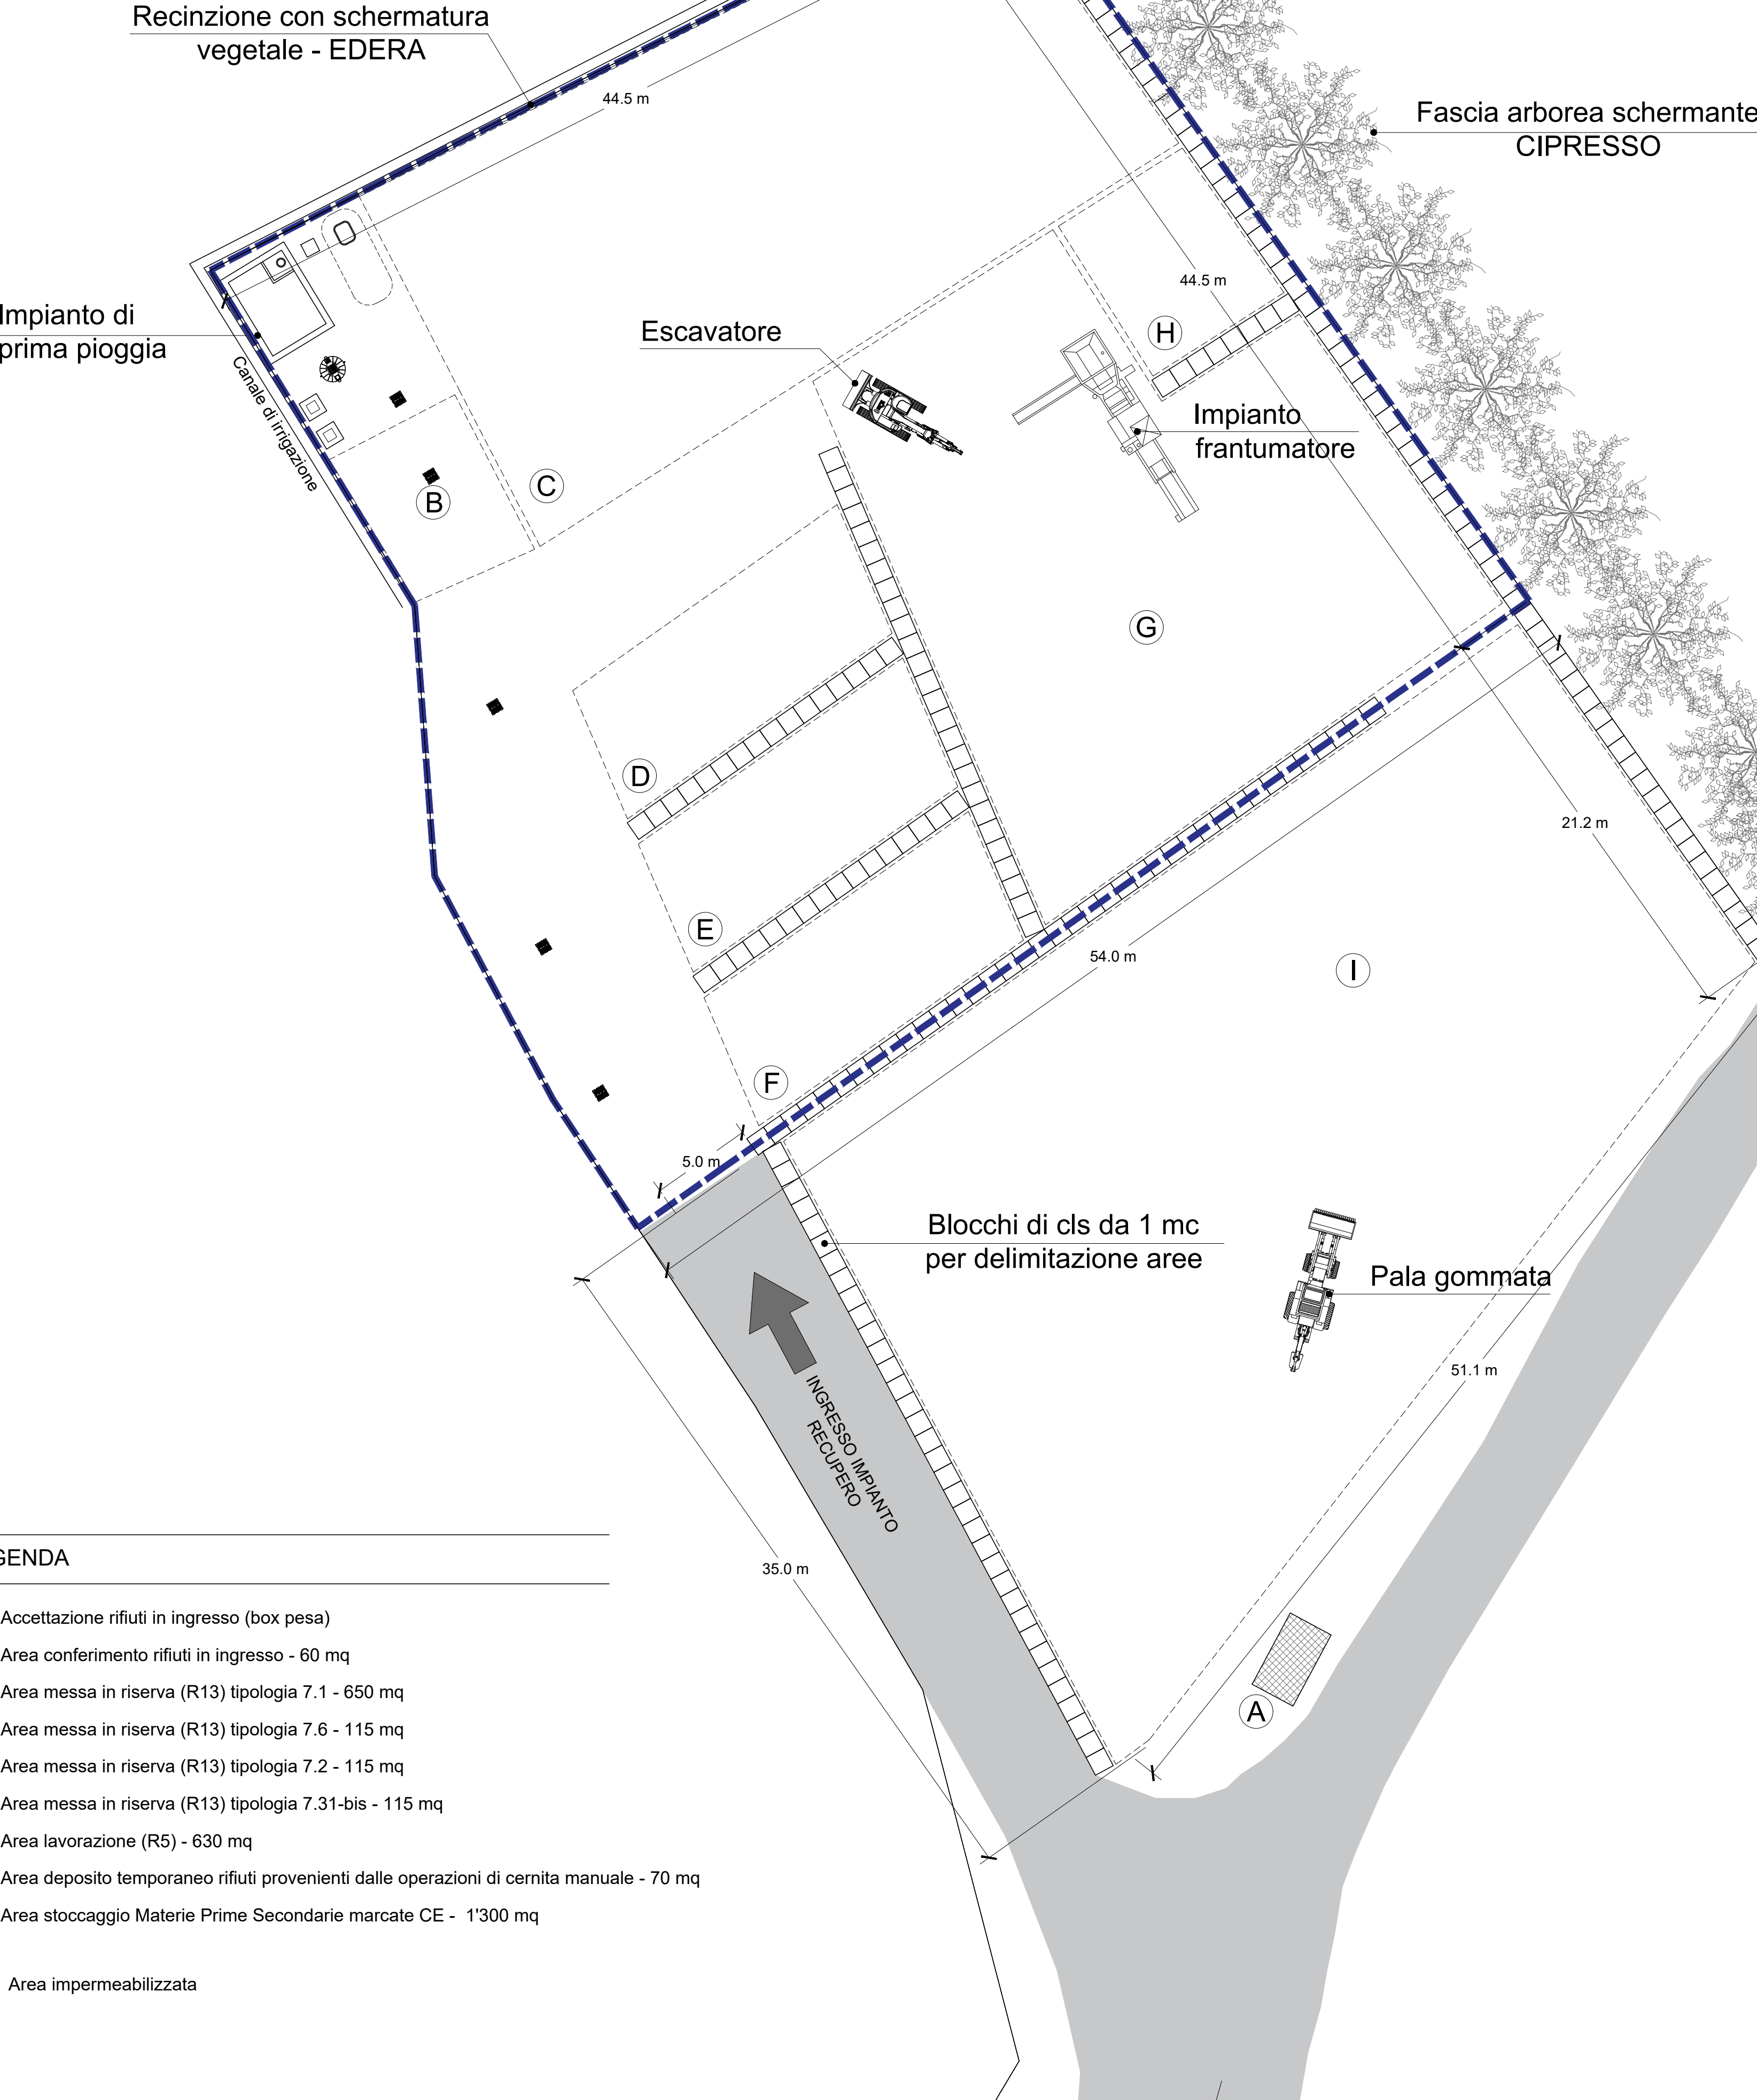 Recinzione con schermatura
vegetale - EDERA
44.5 m
Fascia arborea schermante
CIPRESSO
44.5 m
Impianto di
prima pioggia
Escavatore
H
Canale di irrigazione
Impianto
frantumatore
C
B
G
D
21.2 m
E
54.0 m
I
F
5.0 m
Blocchi di cls da 1 mc
per delimitazione aree
Pala gommata
51.1 m
INGRESSO IMPIANTO
RECUPERO
35.0 m
A
GENDA
Accettazione rifiuti in ingresso (box pesa)
Area conferimento rifiuti in ingresso - 60 mq
Area messa in riserva (R13) tipologia 7.1 - 650 mq
Area messa in riserva (R13) tipologia 7.6 - 115 mq
Area messa in riserva (R13) tipologia 7.2 - 115 mq
Area messa in riserva (R13) tipologia 7.31-bis - 115 mq
Area lavorazione (R5) - 630 mq
Area deposito temporaneo rifiuti provenienti dalle operazioni di cernita manuale - 70 mq
Area stoccaggio Materie Prime Secondarie marcate CE - 1'300 mq
Area impermeabilizzata